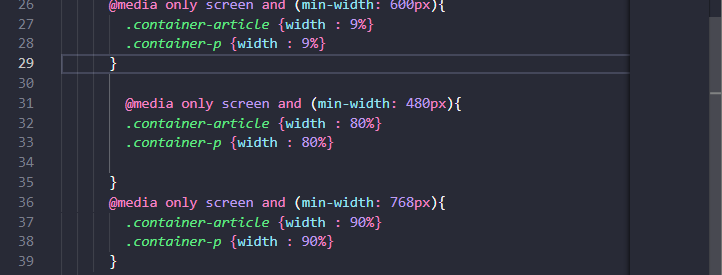 26 @media only screen and (min-width: 600px){
27 .container-article {width : 9%}
28 .container-p {width : 9%}
29 }
30
31 @media only screen and (min-width: 480px){
32 .container-article {width : 80%}
33 .container-p {width : 80%}
34
35 }
36 @media only screen and (min-width: 768px){
37 .container-article {width : 90%}
38 .container-p {width : 90%}
39 }